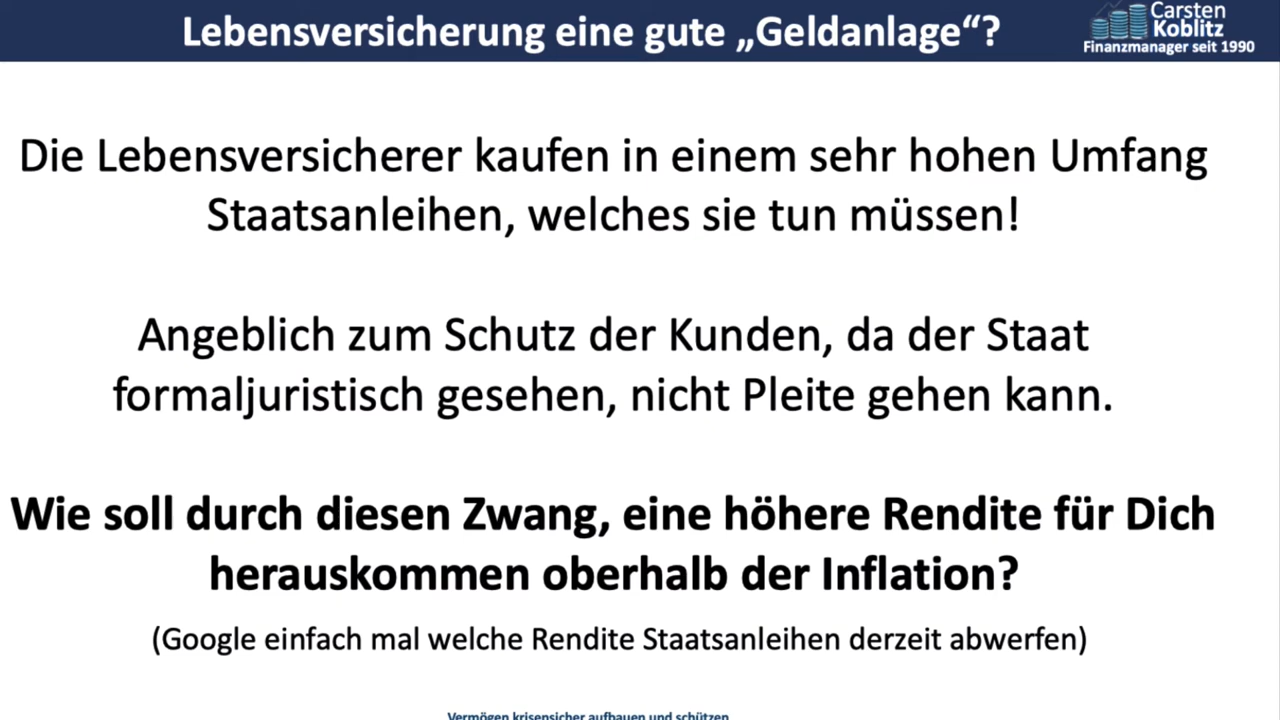 Lebensversicherung eine gute „Geldanlage“?
Carsten
Koblitz
Finanzmanager seit 1990
Die Lebensversicherer kaufen in einem sehr hohen Umfang
Staatsanleihen, welches sie tun müssen!
Angeblich zum Schutz der Kunden, da der Staat
formaljuristisch gesehen, nicht Pleite gehen kann.
Wie soll durch diesen Zwang, eine höhere Rendite für Dich
herauskommen oberhalb der Inflation?
(Google einfach mal welche Rendite Staatsanleihen derzeit abwerfen)
Vermögen krisensicher aufbauen und schützen